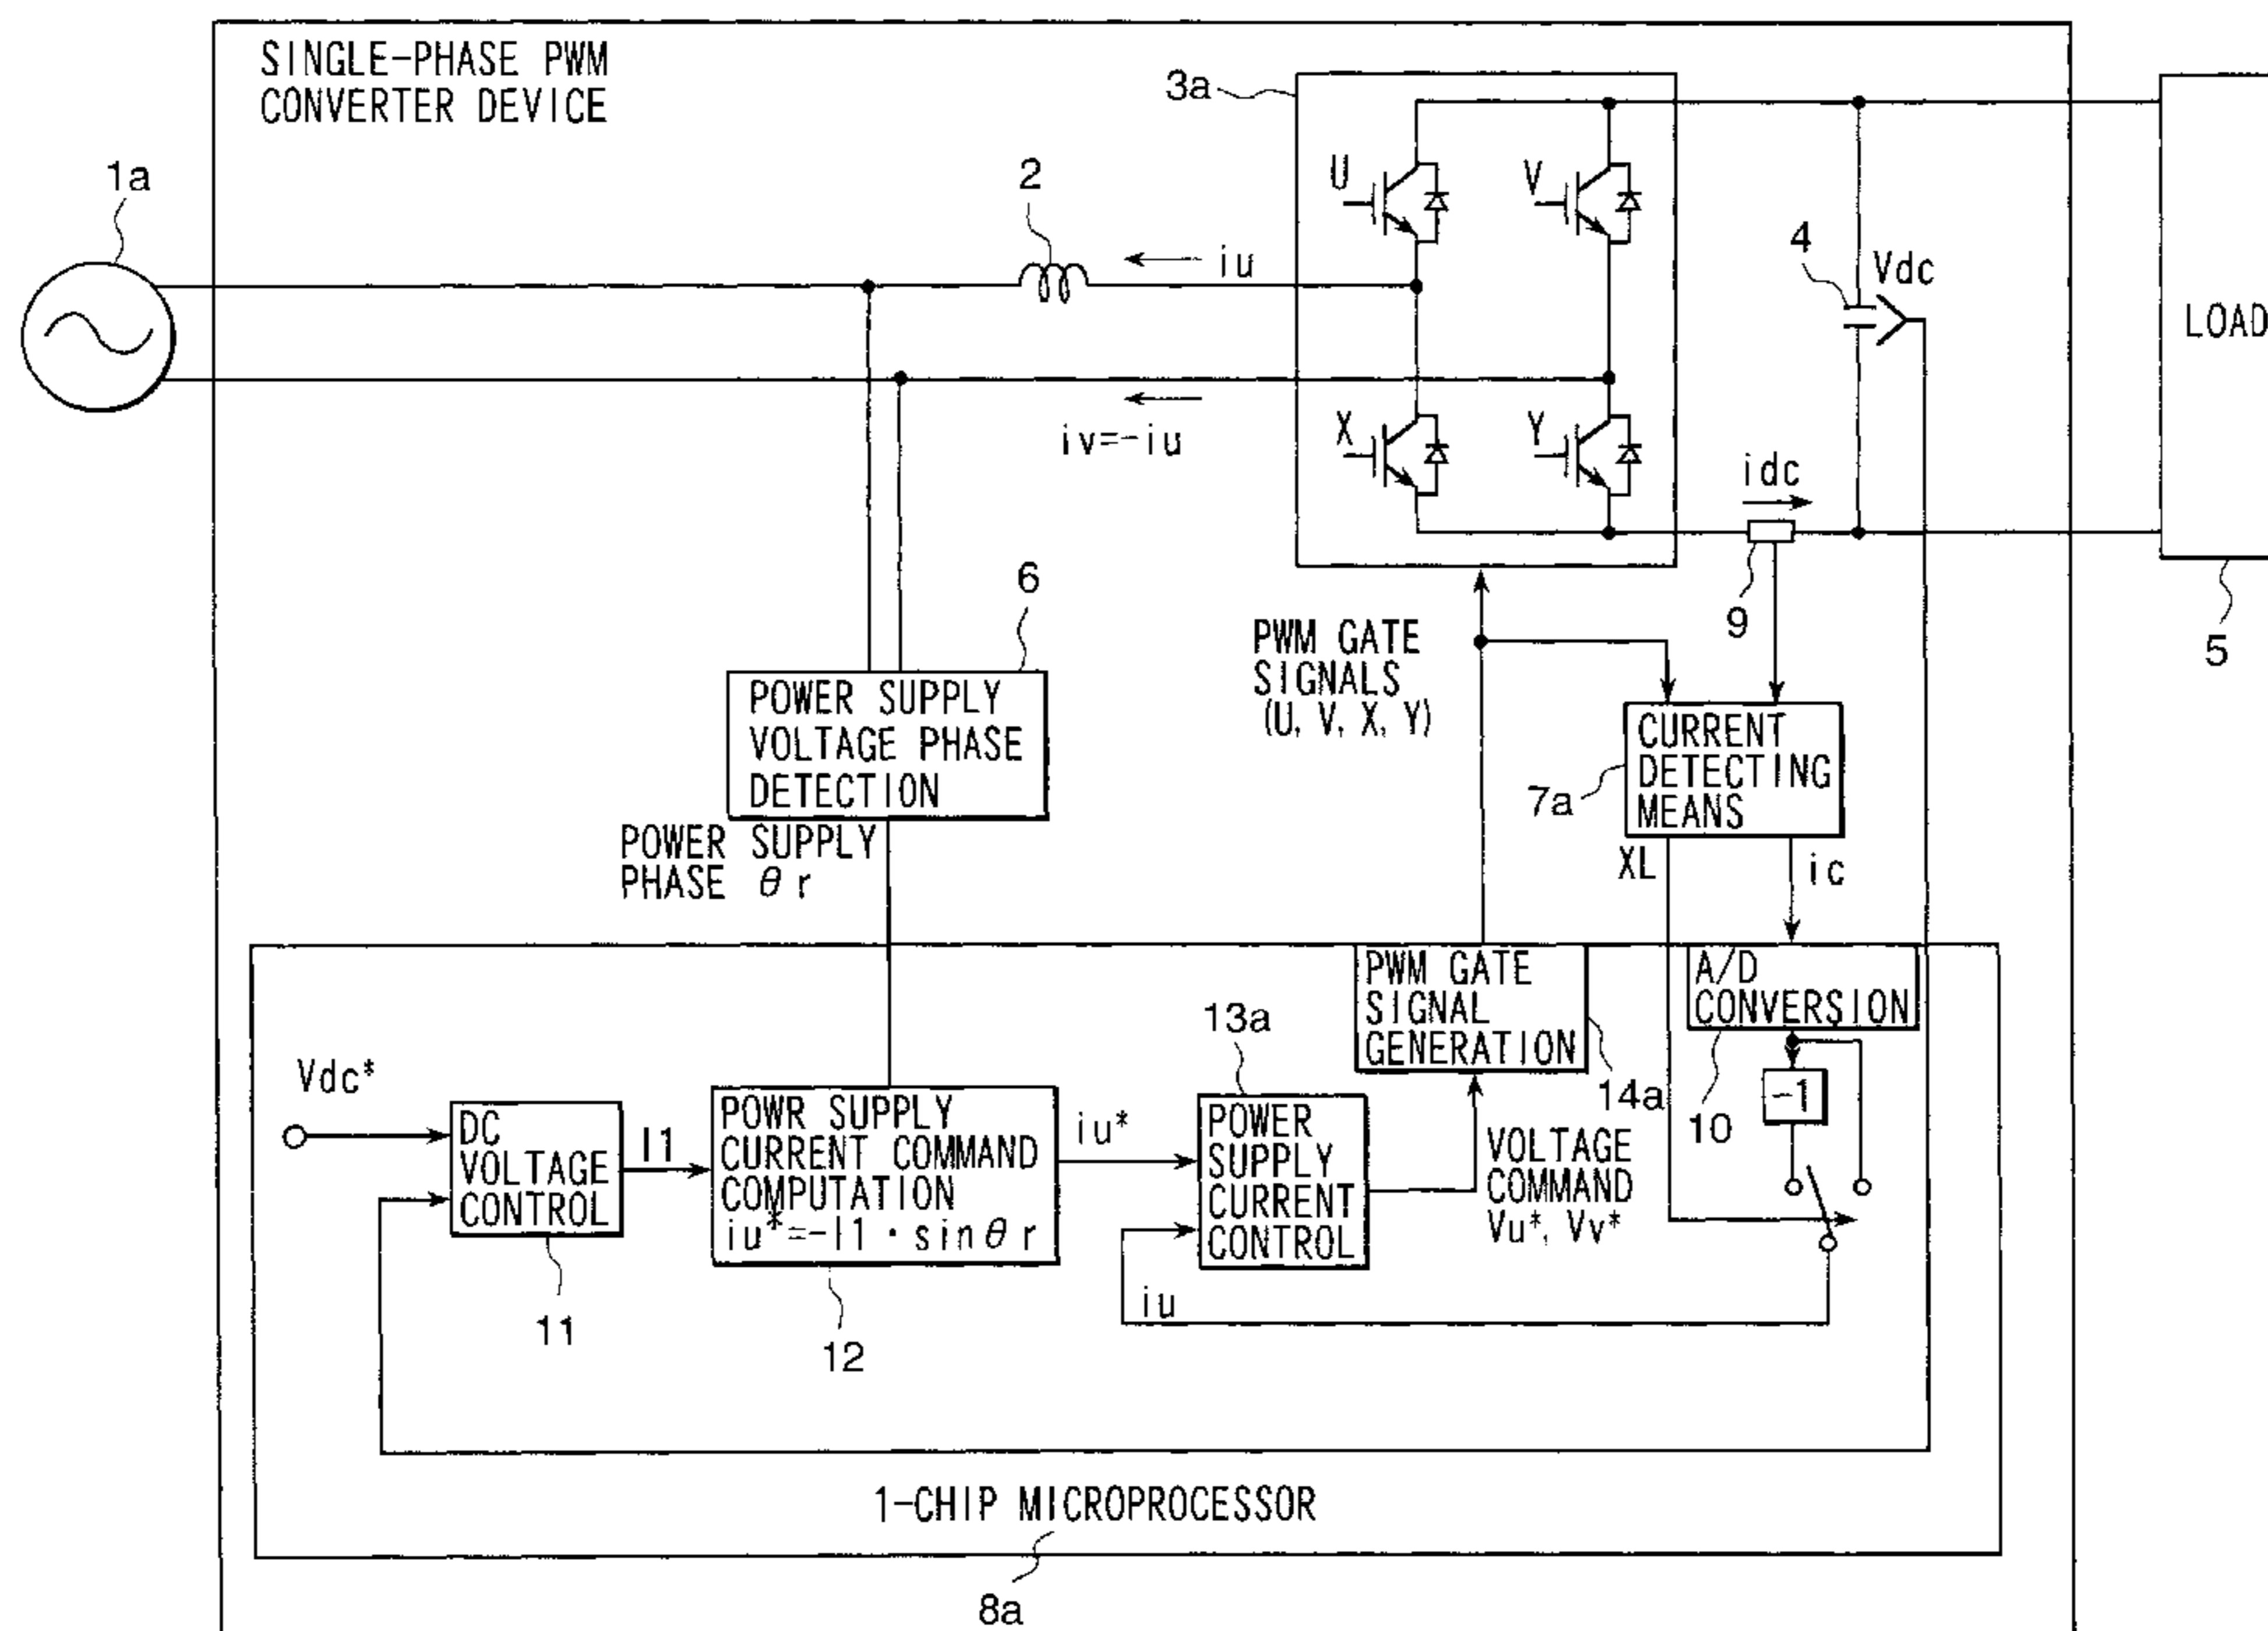 SINGLE-PHASE PWM
CONVERTER DEVICE
3a
1a
2
U
V
4
Vdc
iu
LOAD
X
Y
iv=-iu
idc
9
5
6
PWM GATE
SIGNALS
(U, V, X, Y)
POWER SUPPLY
VOLTAGE PHASE
DETECTION
CURRENT
DETECTING
MEANS
7a
POWER SUPPLY
PHASE θr
XL
ic
PWM GATE
SIGNAL
GENERATION
A/D
CONVERSION
13a
14a
10
-1
Vdc*
DC
VOLTAGE
CONTROL
I1
POWR SUPPLY
CURRENT COMMAND
COMPUTATION
iu*=-I1・sinθr
iu*
POWER
SUPPLY
CURRENT
CONTROL
VOLTAGE
COMMAND
Vu*, Vv*
iu
11
12
1-CHIP MICROPROCESSOR
8a